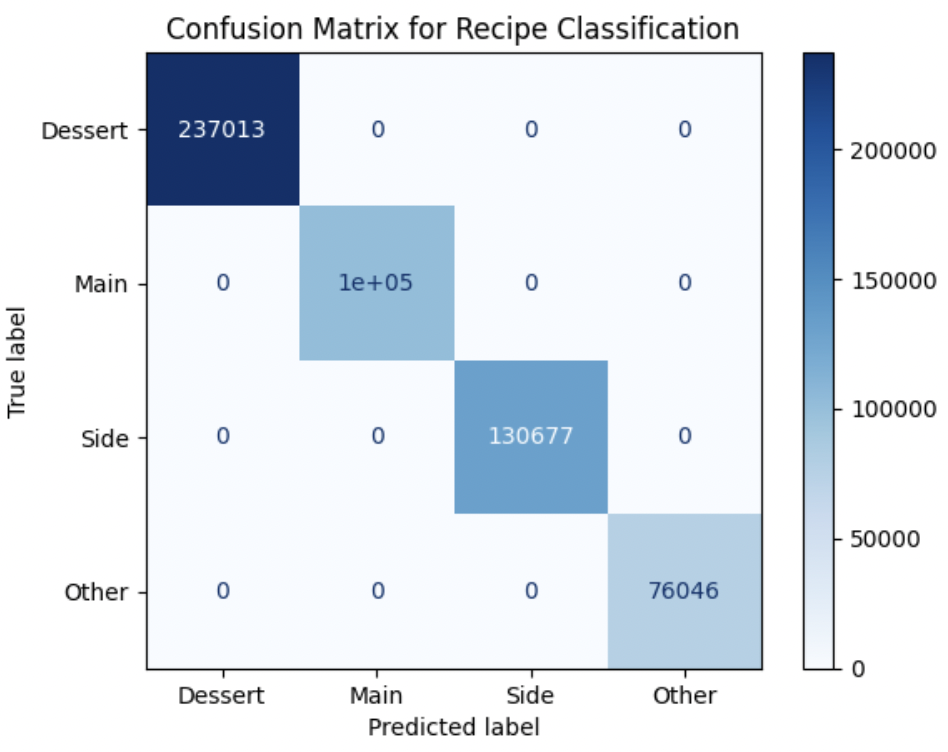 Confusion Matrix for Recipe Classification
True label
Dessert 237013 0 0 0
Main 0 1e+05 0 0
Side 0 0 130677 0
Other 0 0 0 76046
Dessert Main Side Other
Predicted label
200000
150000
100000
50000
0